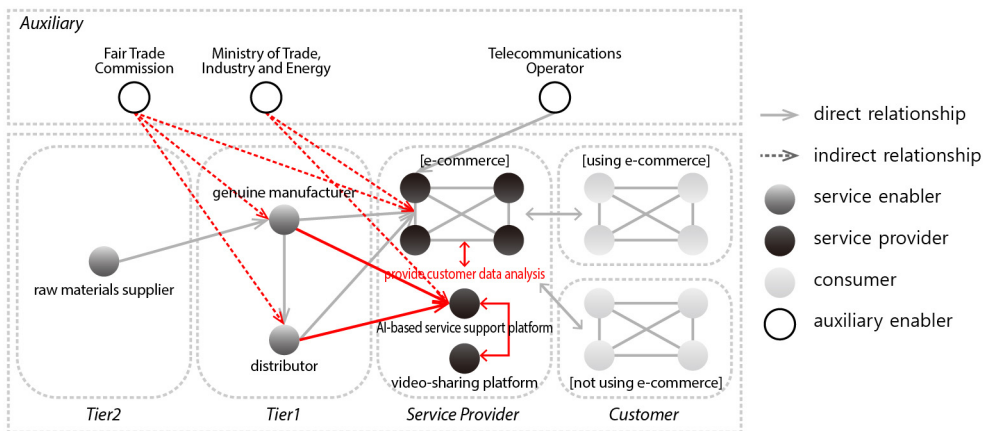 Auxiliary
Fair Trade
Commission
Ministry of Trade,
Industry and Energy
Telecommunications
Operator
[e-commerce]
[using e-commerce]
genuine manufacturer
raw materials supplier
provide customer data analysis
AI-based service support platform
distributor
video-sharing platform
[not using e-commerce]
Tier2
Tier1
Service Provider
Customer
direct relationship
indirect relationship
service enabler
service provider
consumer
auxiliary enabler